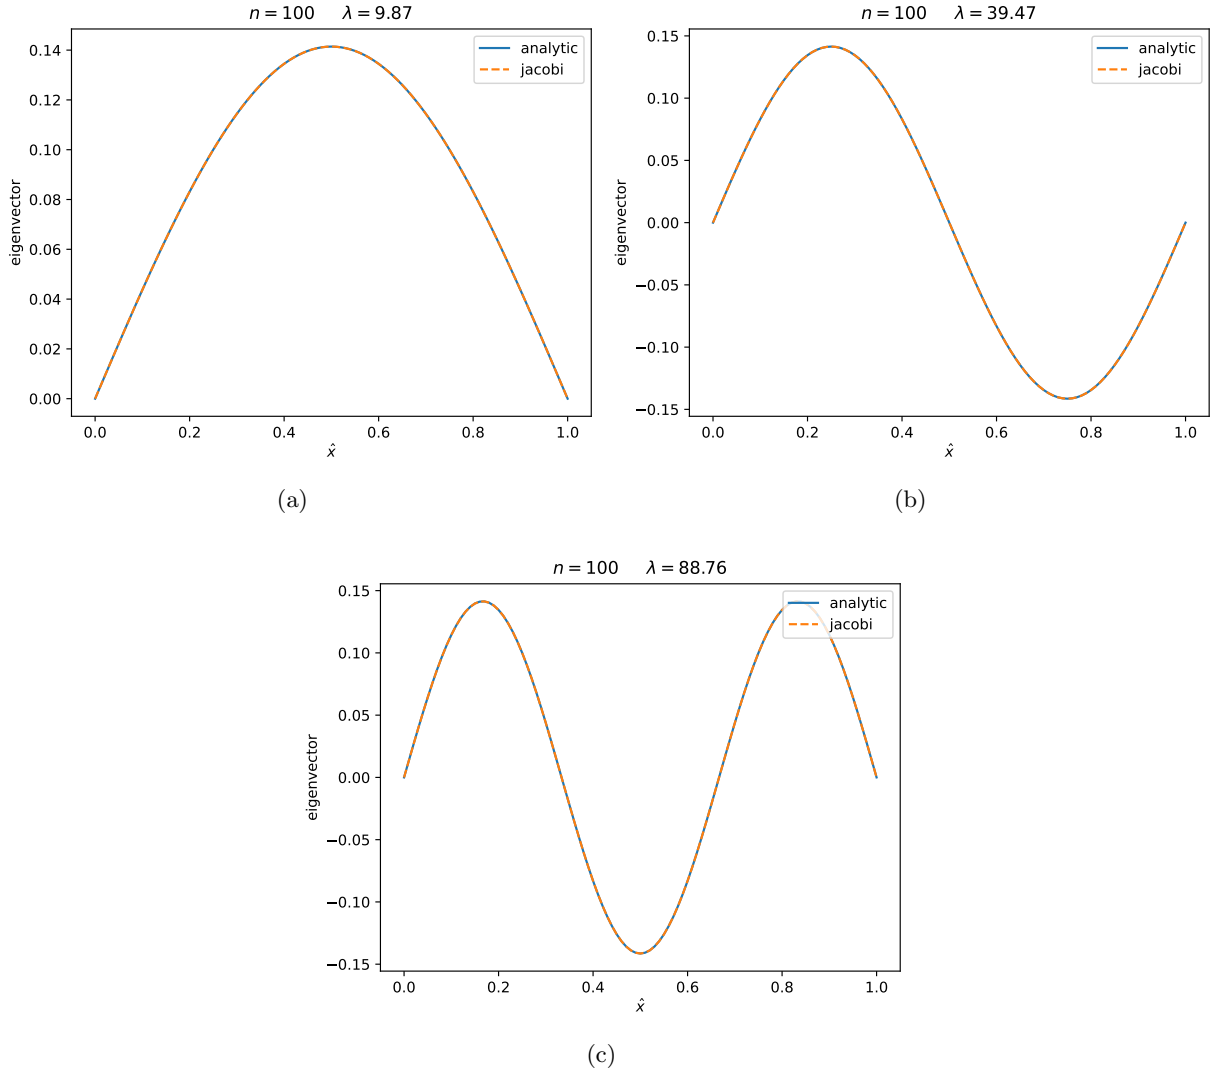 n = 100 λ = 9.87
analytic
jacobi
0.14
0.12
0.10
0.08
0.06
0.04
0.02
0.00
eigenvector
0.0 0.2 0.4 0.6 0.8 1.0
x̂
(a)
n = 100 λ = 39.47
analytic
jacobi
0.15
0.10
0.05
0.00
−0.05
−0.10
−0.15
eigenvector
0.0 0.2 0.4 0.6 0.8 1.0
x̂
(b)
n = 100 λ = 88.76
analytic
jacobi
0.15
0.10
0.05
0.00
−0.05
−0.10
−0.15
eigenvector
0.0 0.2 0.4 0.6 0.8 1.0
x̂
(c)